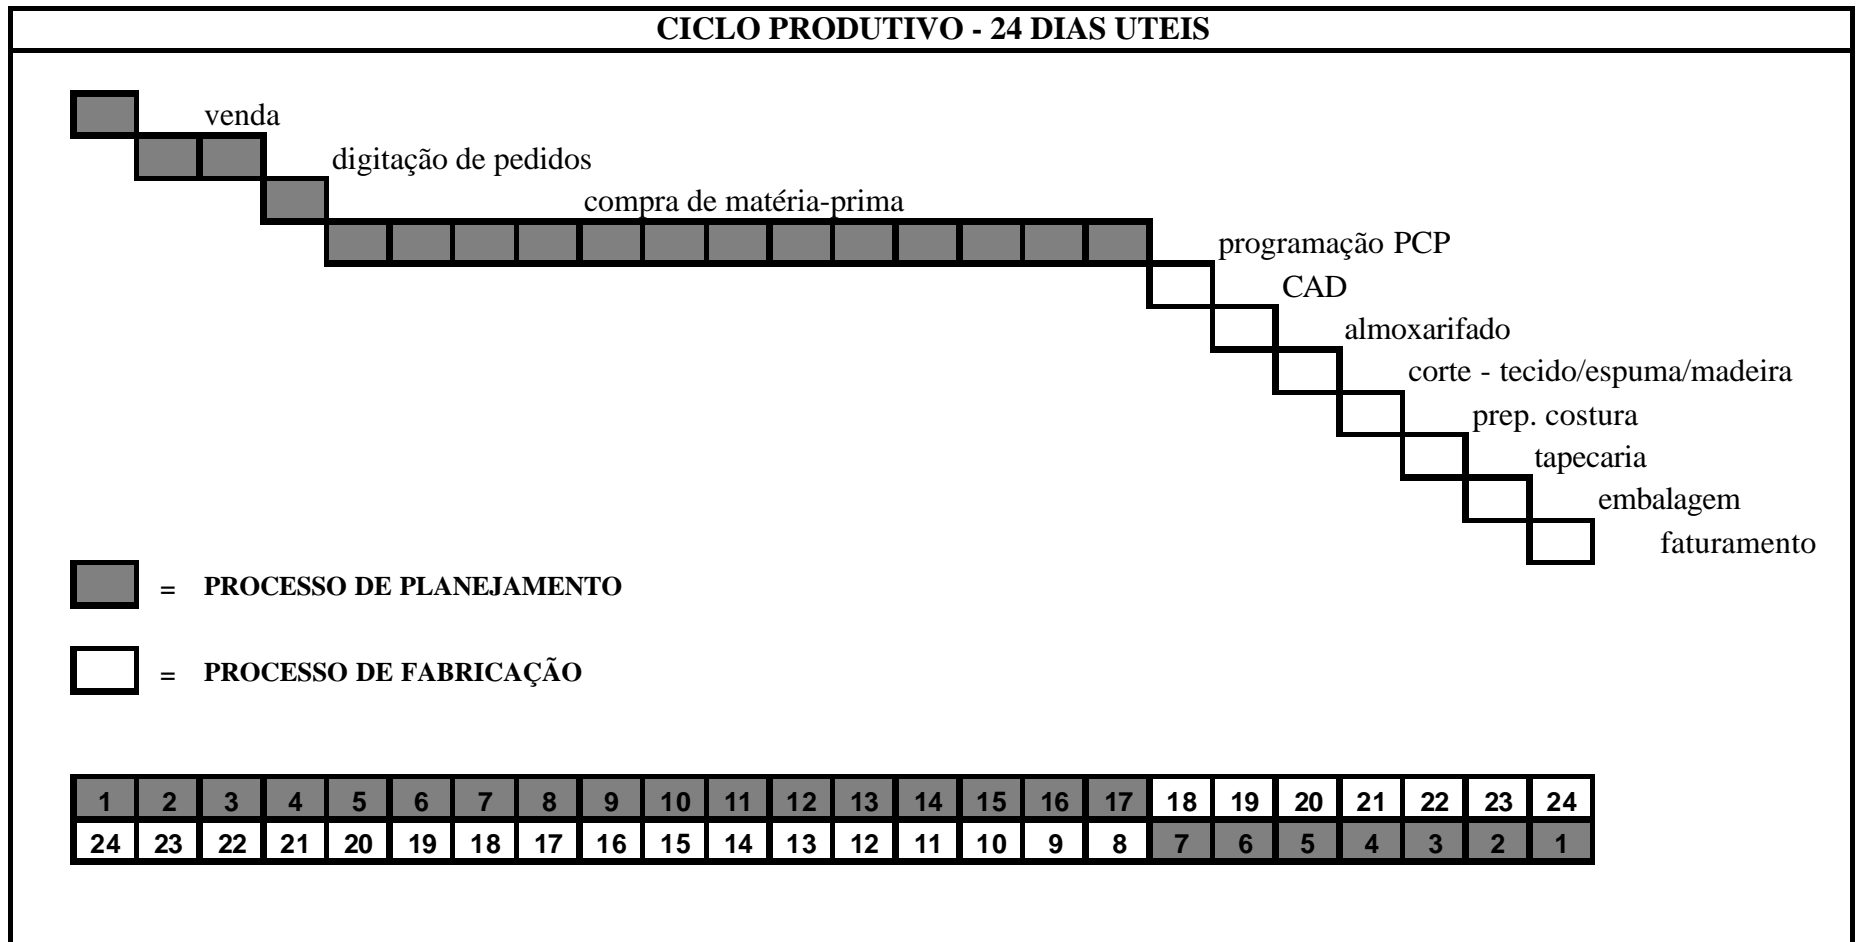 CICLO PRODUTIVO - 24 DIAS UTEIS
venda
digitação de pedidos
compra de matéria-prima
programação PCP
CAD
almoxarifado
corte - tecido/espuma/madeira
prep. costura
tapecaria
embalagem
faturamento
= PROCESSO DE PLANEJAMENTO
= PROCESSO DE FABRICAÇÃO
1 2 3 4 5 6 7 8 9 10 11 12 13 14 15 16 17 18 19 20 21 22 23 24
24 23 22 21 20 19 18 17 16 15 14 13 12 11 10 9 8 7 6 5 4 3 2 1